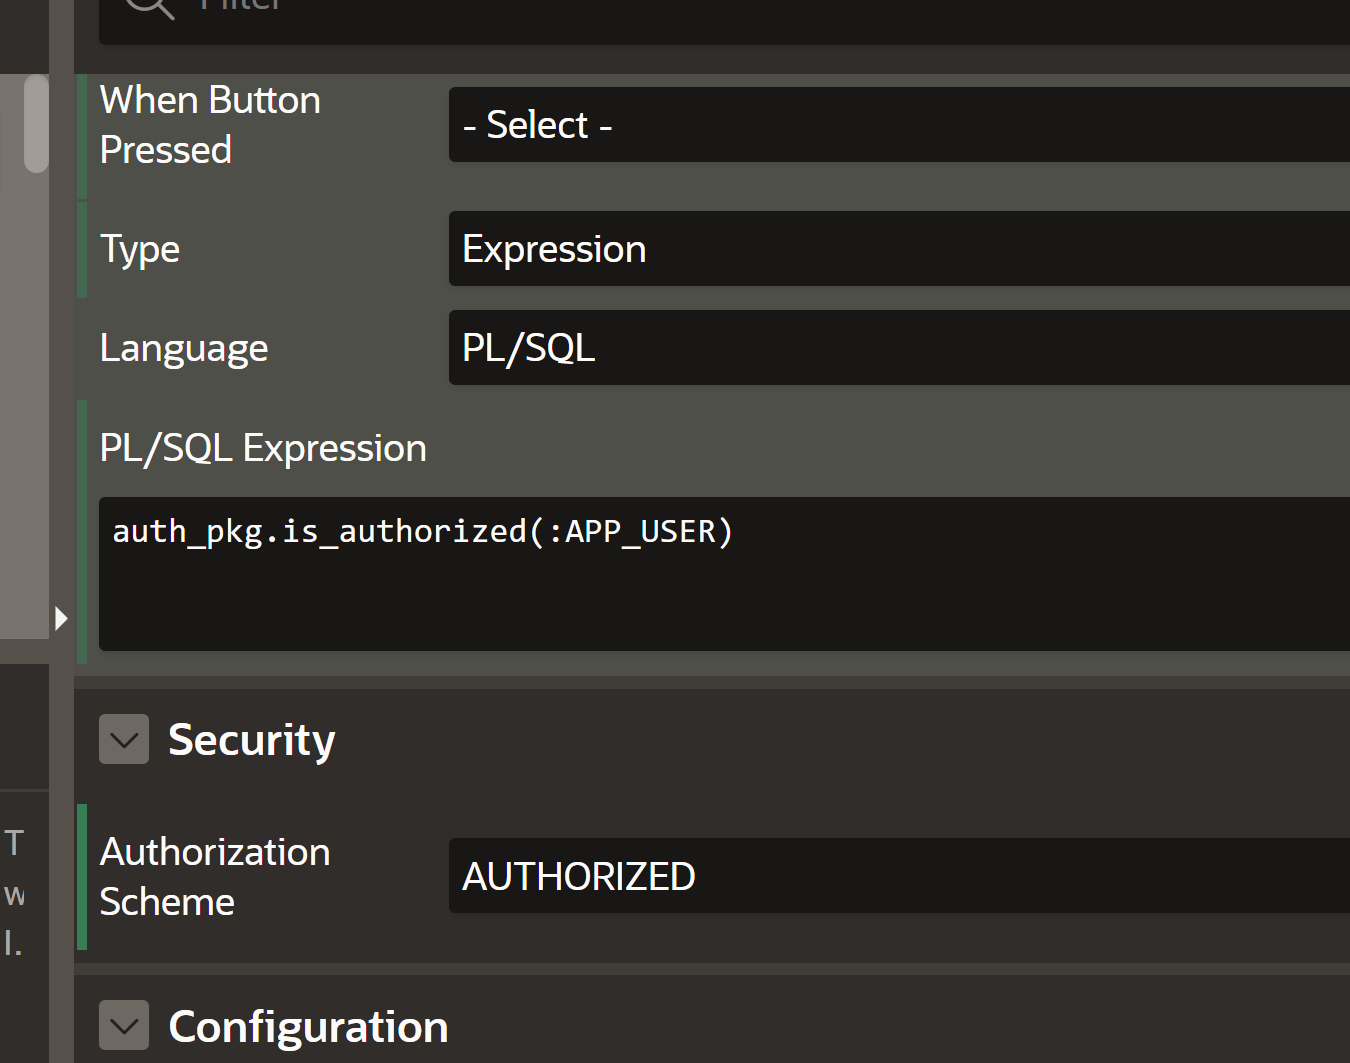 Filter
When Button
Pressed
- Select -
Type
Expression
Language
PL/SQL
PL/SQL Expression
auth_pkg.is_authorized(:APP_USER)
Security
Authorization
Scheme
AUTHORIZED
T
w
l.
Configuration